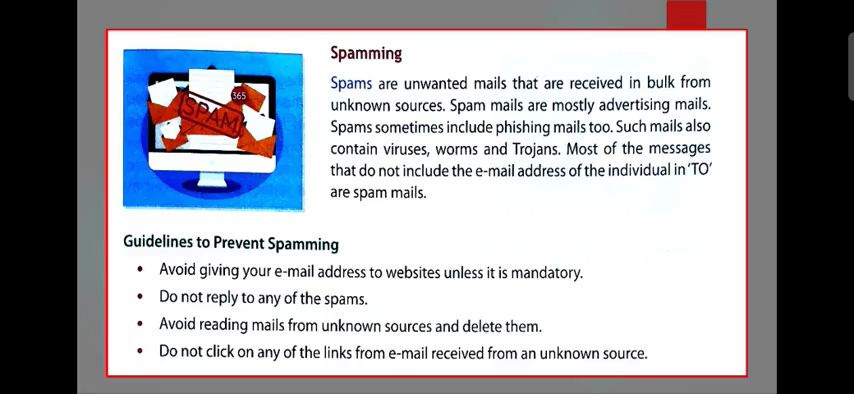 Spamming
Spams are unwanted mails that are received in bulk from
unknown sources. Spam mails are mostly advertising mails.
Spams sometimes include phishing mails too. Such mails also
contain viruses, worms and Trojans. Most of the messages
that do not include the e-mail address of the individual in ‘TO’
are spam mails.
365
SPAM
Guidelines to Prevent Spamming
• Avoid giving your e-mail address to websites unless it is mandatory.
• Do not reply to any of the spams.
• Avoid reading mails from unknown sources and delete them.
• Do not click on any of the links from e-mail received from an unknown source.